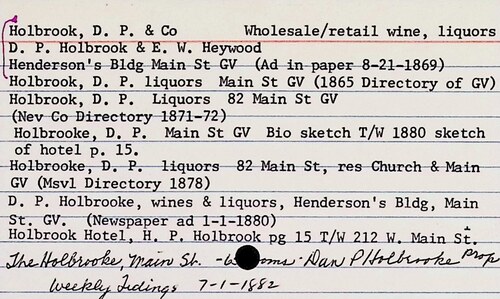 Holbrook, D. P. & Co Wholesale/retail wine, liquors
D. P. Holbrook & E. W. Heywood
Henderson's Bldg Main St GV (Ad in paper 8-21-1869)
Holbrook, D. P. liquors Main St GV (1865 Directory of GV)
Holbrook, D. P. Liquors 82 Main St GV
(Nev Co Directory 1871-72)
Holbrooke, D. P. Main St GV Bio sketch T/W 1880 sketch
of hotel p. 15.
Holbrooke, D. P. liquors 82 Main St, res Church & Main
GV (Msvl Directory 1878)
D. P. Holbrooke, wines & liquors, Henderson's Bldg, Main
St. GV. (Newspaper ad 1-1-1880)
Holbrook Hotel, H. P. Holbrook pg 15 T/W 212 W. Main St.
The Holbrooke, Main St. - Dan P Holbrooke Prop
Weekly Tidings 7-1-1882